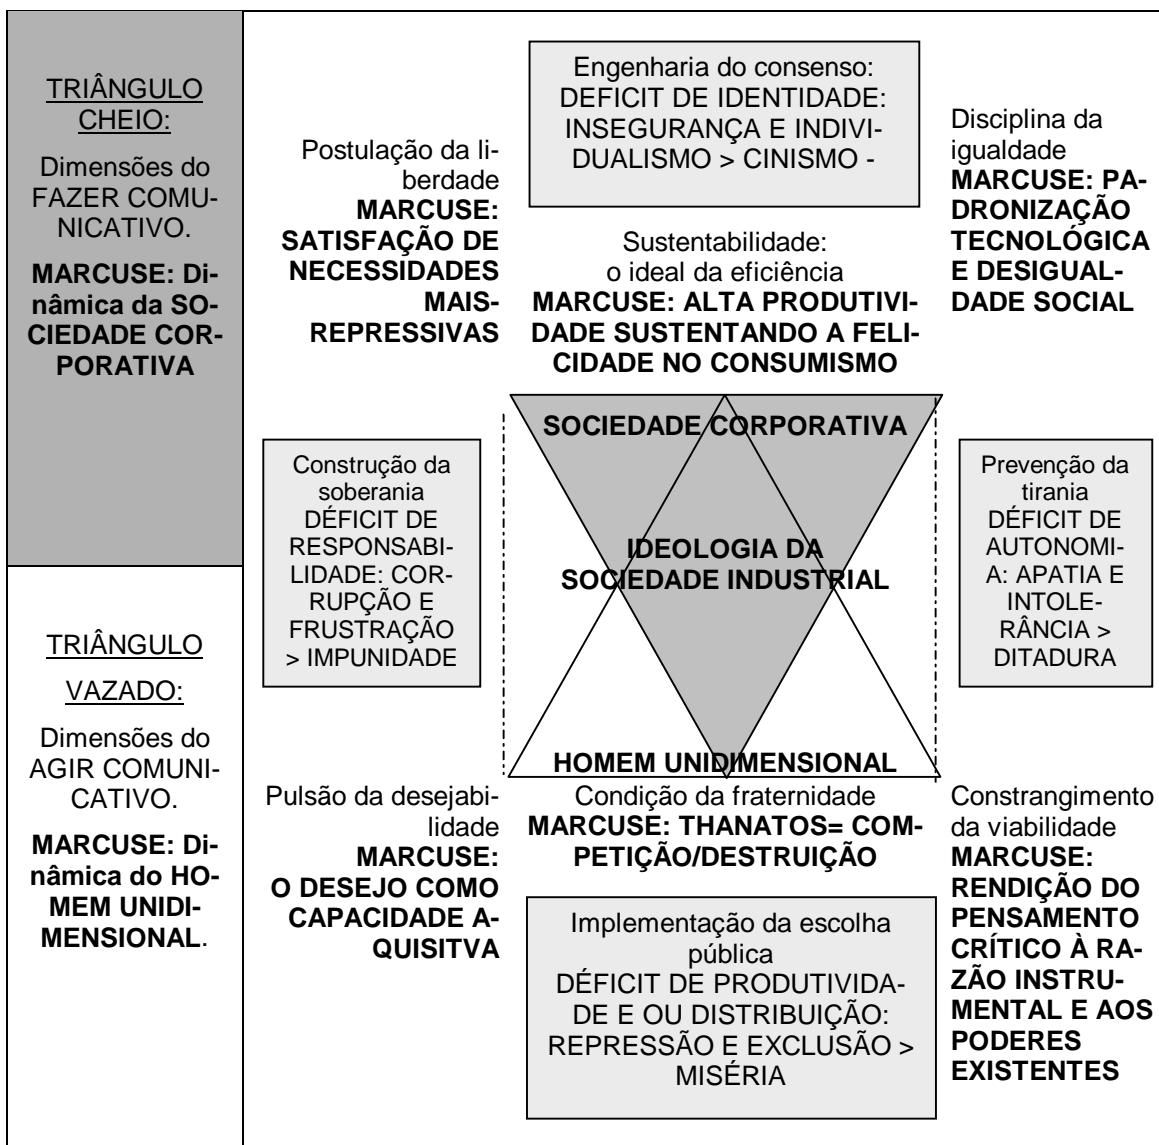 TRIÂNGULO
CHEIO:
Dimensões do
FAZER COMU-
NICATIVO.
MARCUSE: Di-
nâmica da SO-
CIEDADE COR-
PORATIVA
TRIÂNGULO
VAZADO:
Dimensões do
AGIR COMUNI-
CATIVO.
MARCUSE: Di-
nâmica do HO-
MEM UNIDI-
MENSIONAL.
Postulação da li-
berdade
MARCUSE:
SATISFAÇÃO DE
NECESSIDADES
MAIS-
REPRESSIVAS
Engenharia do consenso:
DEFICIT DE IDENTIDADE:
INSEGURANÇA E INDIVI-
DUALISMO > CINISMO -
Sustentabilidade:
o ideal da eficiência
MARCUSE: ALTA PRODUTIVI-
DADE SUSTENTANDO A FELI-
CIDADE NO CONSUMISMO
Disciplina da
igualdade
MARCUSE: PA-
DRONIZAÇÃO
TECNOLÓGICA
E DESIGUAL-
DADE SOCIAL
Construção da
soberania
DÉFICIT DE
RESPONSABI-
LIDADE: COR-
RUPÇÃO E
FRUSTRAÇÃO
> IMPUNIDADE
SOCIEDADE CORPORATIVA
IDEOLOGIA DA
SOCIEDADE INDUSTRIAL
HOMEM UNIDIMENSIONAL
Prevenção da
tirania
DÉFICIT DE
AUTONOMI-
A: APATIA E
INTOLE-
RÂNCIA >
DITADURA
Pulsão da desejabi-
lidade
MARCUSE:
O DESEJO COMO
CAPACIDADE A-
QUISITVA
Condição da fraternidade
MARCUSE: THANATOS= COM-
PETIÇÃO/DESTRUIÇÃO
Implementação da escolha
pública
DÉFICIT DE PRODUTIVIDA-
DE E OU DISTRIBUIÇÃO:
REPRESSÃO E EXCLUSÃO >
MISÉRIA
Constrangimento
da viabilidade
MARCUSE:
RENDIÇÃO DO
PENSAMENTO
CRÍTICO À RA-
ZÃO INSTRU-
MENTAL E AOS
PODERES
EXISTENTES